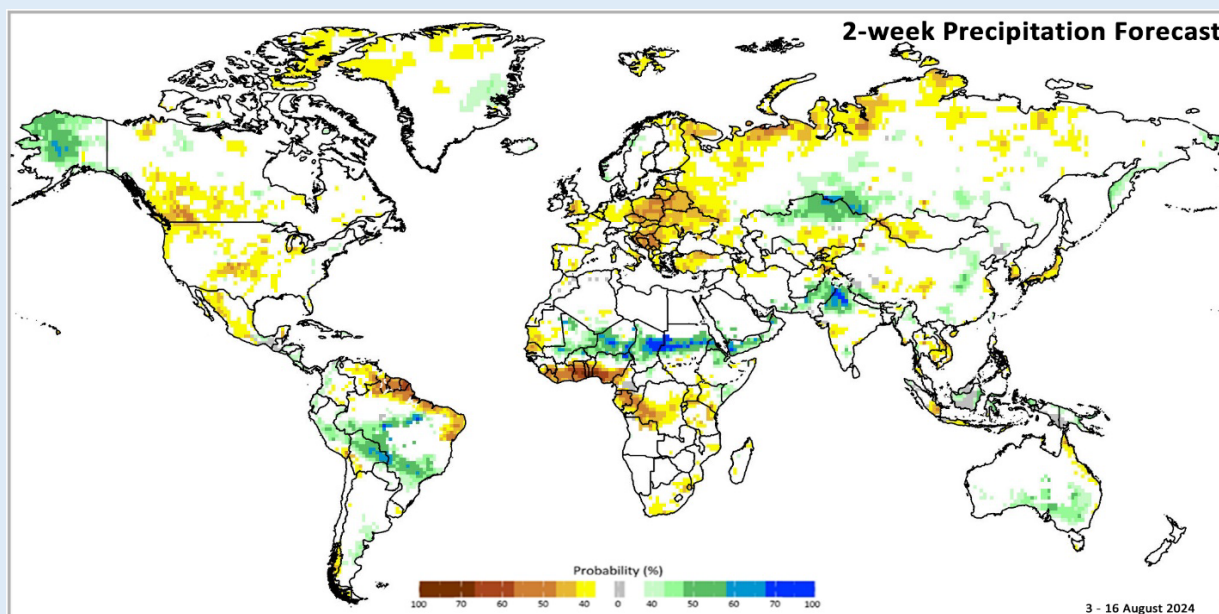 2-week Precipitation Forecast
Probability (%)
100 70 60 50 40 0 40 50 60 70 100
3 - 16 August 2024